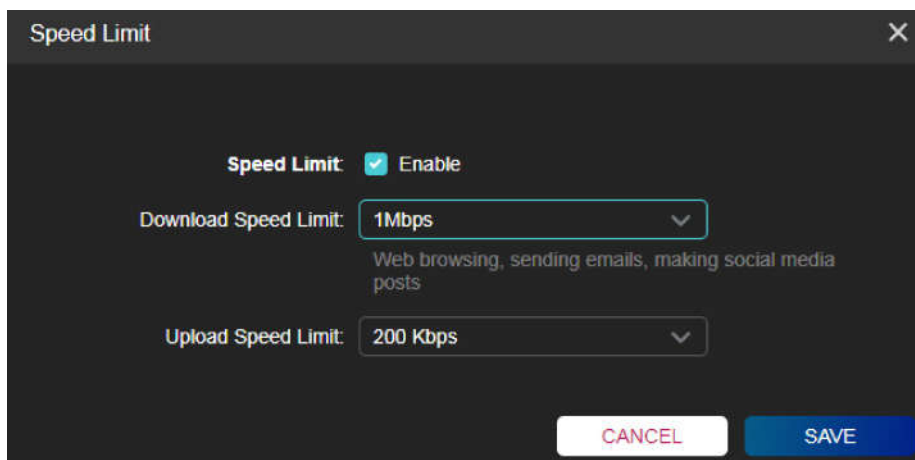 Speed Limit
Speed Limit: Enable
Download Speed Limit: 1Mbps
Web browsing, sending emails, making social media
posts
Upload Speed Limit: 200 Kbps
CANCEL SAVE